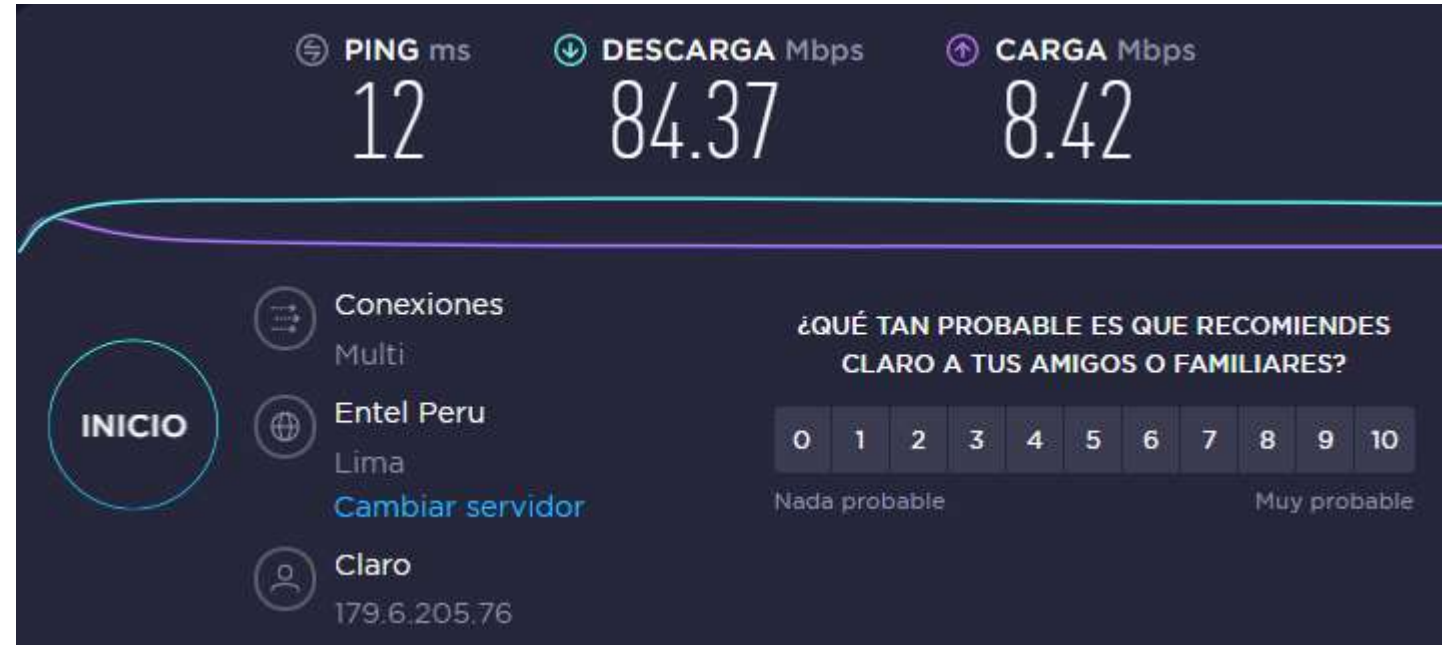 PING ms
12
DESCARGA Mbps
84.37
CARGA Mbps
8.42
INICIO
Conexiones
Multi
Entel Peru
Lima
Cambiar servidor
Claro
179.6.205.76
¿QUÉ TAN PROBABLE ES QUE RECOMIENDES
CLARO A TUS AMIGOS O FAMILIARES?
0 1 2 3 4 5 6 7 8 9 10
Nada probable
Muy probable